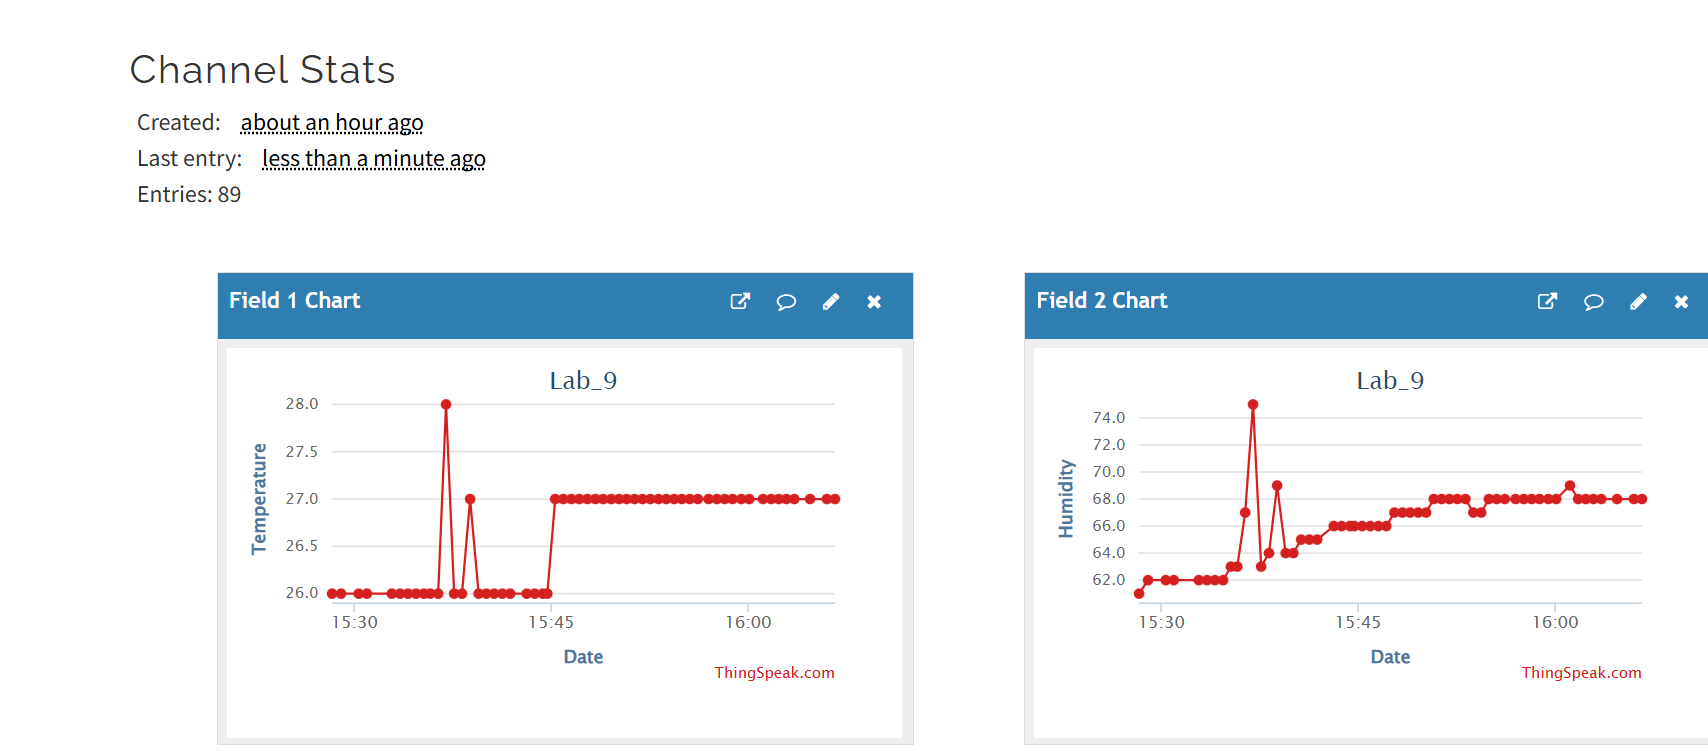 Channel Stats
Created: about an hour ago
Last entry: less than a minute ago
Entries: 89
Field 1 Chart
Lab_9
28.0
27.5
27.0
26.5
26.0
Temperature
15:30 15:45 16:00
Date
ThingSpeak.com
Field 2 Chart
Lab_9
74.0
72.0
70.0
68.0
66.0
64.0
62.0
Humidity
15:30 15:45 16:00
Date
ThingSpeak.com